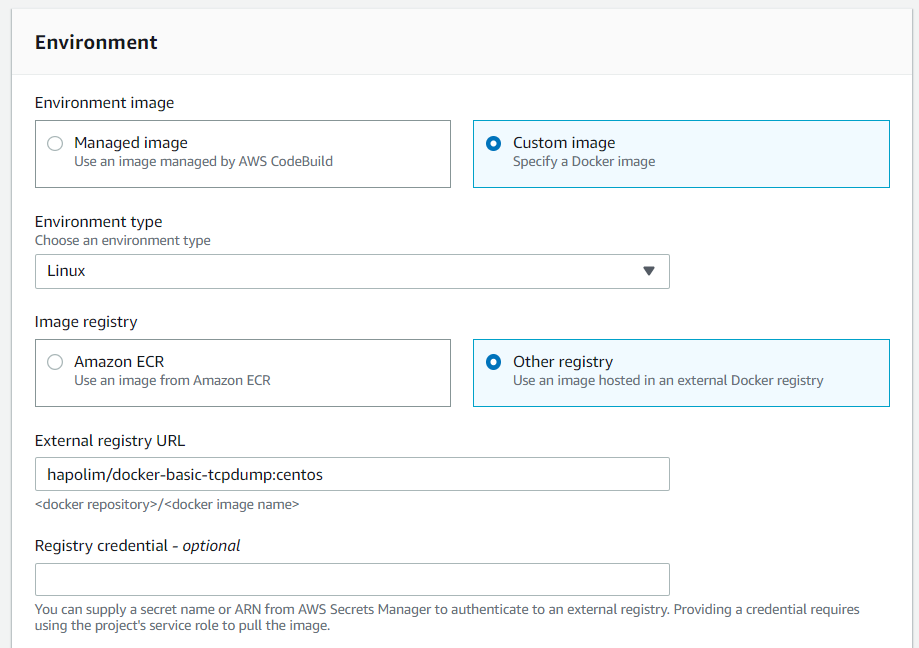 Environment
Environment image
Managed image
Use an image managed by AWS CodeBuild
Custom image
Specify a Docker image
Environment type
Choose an environment type
Linux
Image registry
Amazon ECR
Use an image from Amazon ECR
Other registry
Use an image hosted in an external Docker registry
External registry URL
hapolim/docker-basic-tcpdump:centos
<docker repository>/<docker image name>
Registry credential - optional
You can supply a secret name or ARN from AWS Secrets Manager to authenticate to an external registry. Providing a credential requires
using the project's service role to pull the image.